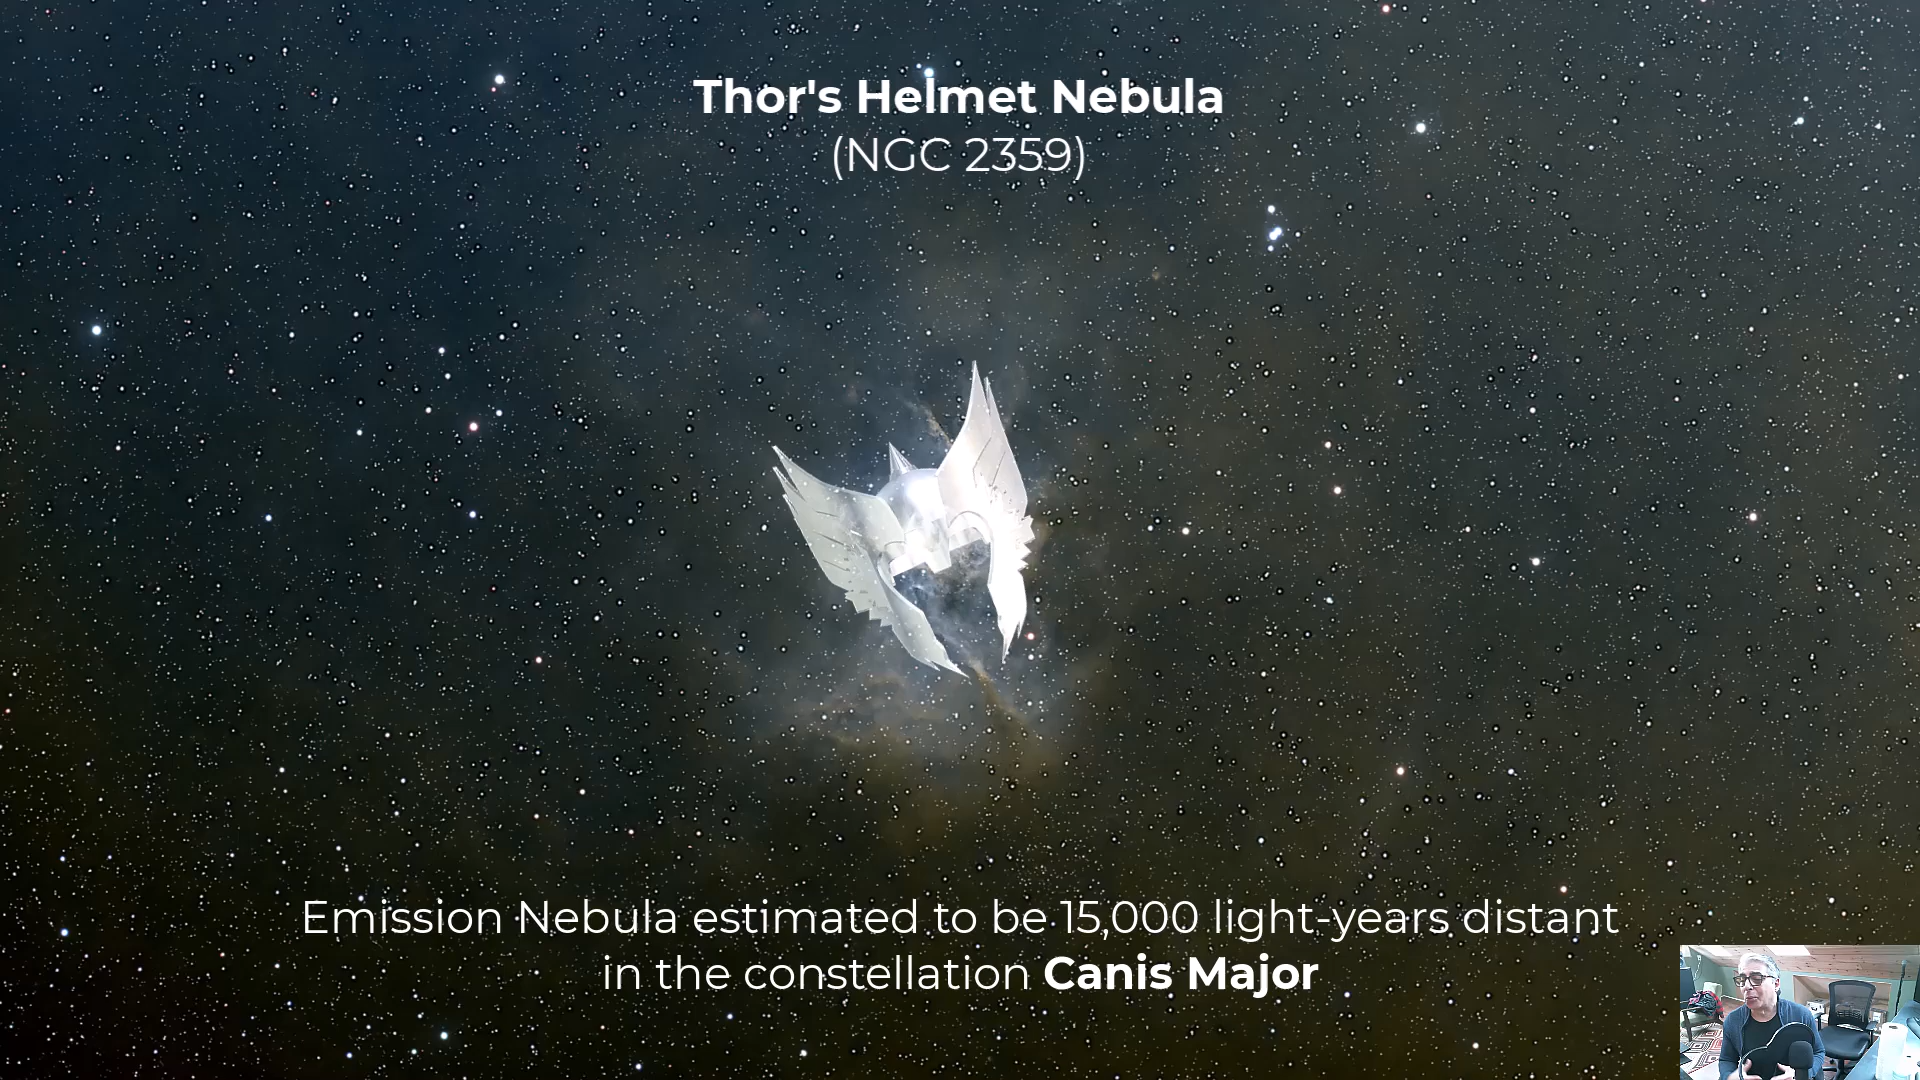 Thor's Helmet Nebula
(NGC 2359)
Emission Nebula estimated to be 15,000 light-years distant
in the constellation Canis Major